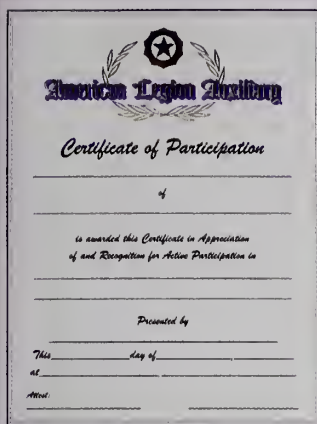 American Legion Auxiliary
Certificate of Participation
of
is awarded this Certificate in Appreciation
of and Recognition for Active Participation in
Presented by
This day of ,
at ,
Attest: